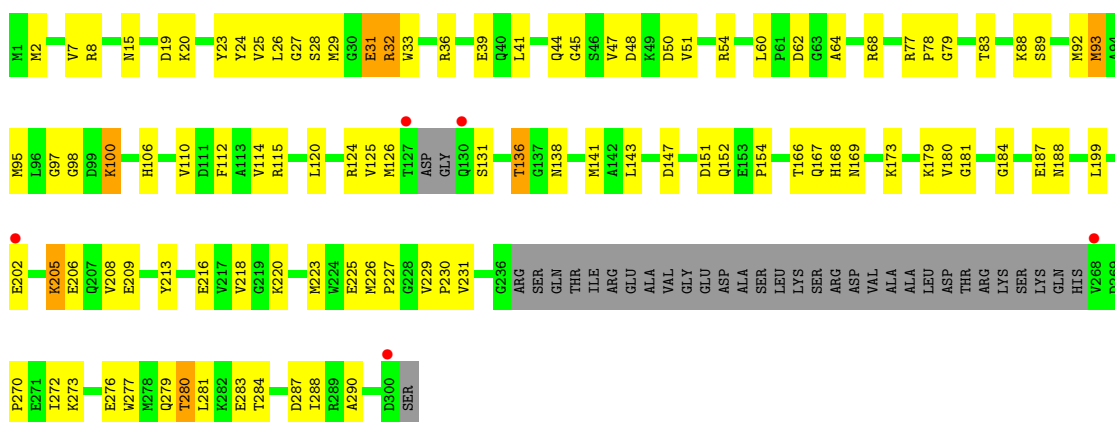 M1 M2 V7 R8 N15 D19 K20 Y23 Y24 V25 L26 G27 S28 M29 G30 E31 R32 W33 R36 E39 Q40 L41 Q44 G45 S46 V47 D48 K49 D50 V51 R54 L60 P61 D62 G63 A64 R68 R77 P78 G79 T83 K88 S89 M92 M93 A94
M95 L96 G97 G98 D99 K100 H106 V110 D111 F112 A113 V114 R115 L120 R124 V125 M126 T127 ASP GLY Q130 S131 T136 G137 N138 M141 A142 L143 D147 D151 Q152 E153 P154 T166 Q167 H168 N169 K173 K179 V180 G181 G184 E187 N188 L199
E202 K205 E206 Q207 V208 E209 Y213 E216 V217 V218 G219 K220 M223 W224 E225 M226 P227 G228 V229 P230 V231 G236 ARG SER GLN THR ILE ARG GLU ALA VAL GLY GLU ASP ALA SER LEU LYS SER ARG ASP VAL ALA ALA LEU ASP THR ARG LYS SER LYS GLN HIS V268 P269
P270 E271 I272 K273 E276 W277 M278 Q279 T280 L281 K282 E283 T284 D287 I288 R289 A290 D300 SER